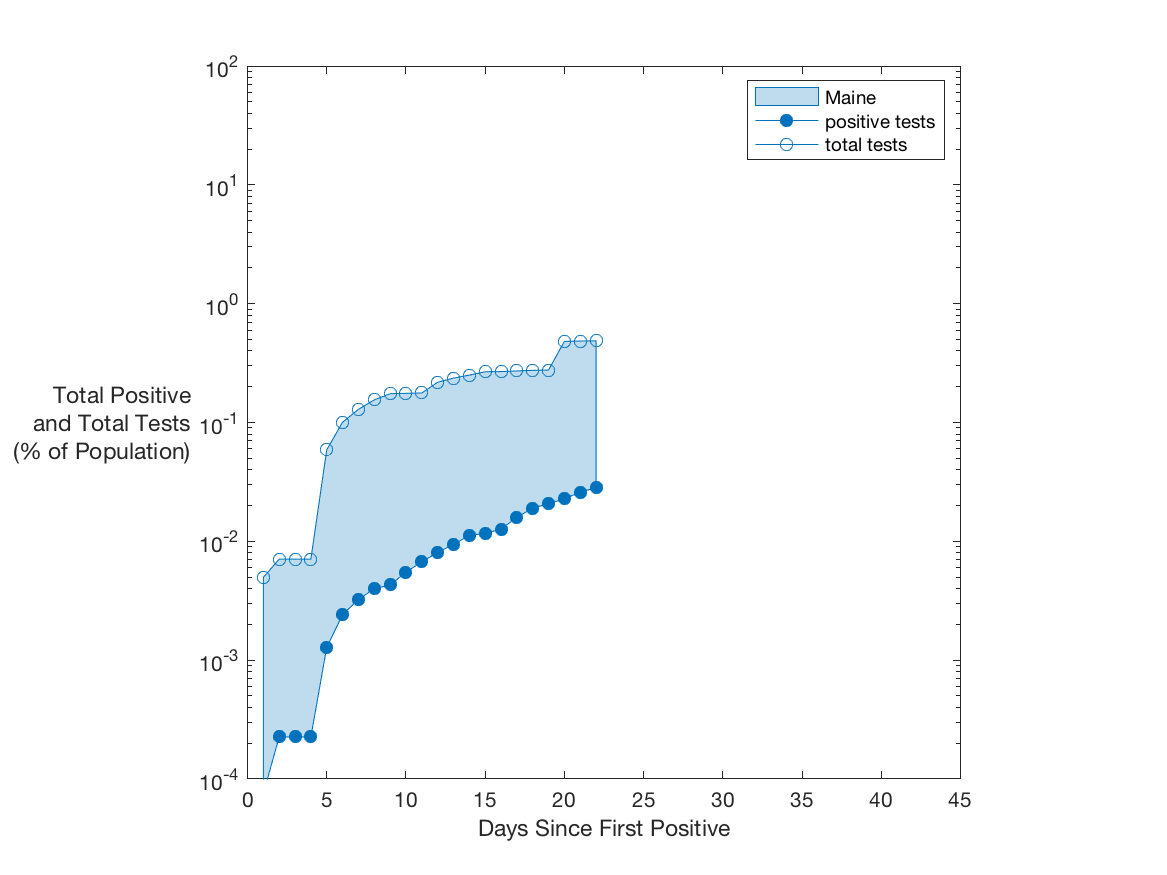 10^2
Maine
positive tests
total tests
10^1
10^0
Total Positive
and Total Tests
(% of Population)
10^-1
10^-2
10^-3
10^-4
0 5 10 15 20 25 30 35 40 45
Days Since First Positive